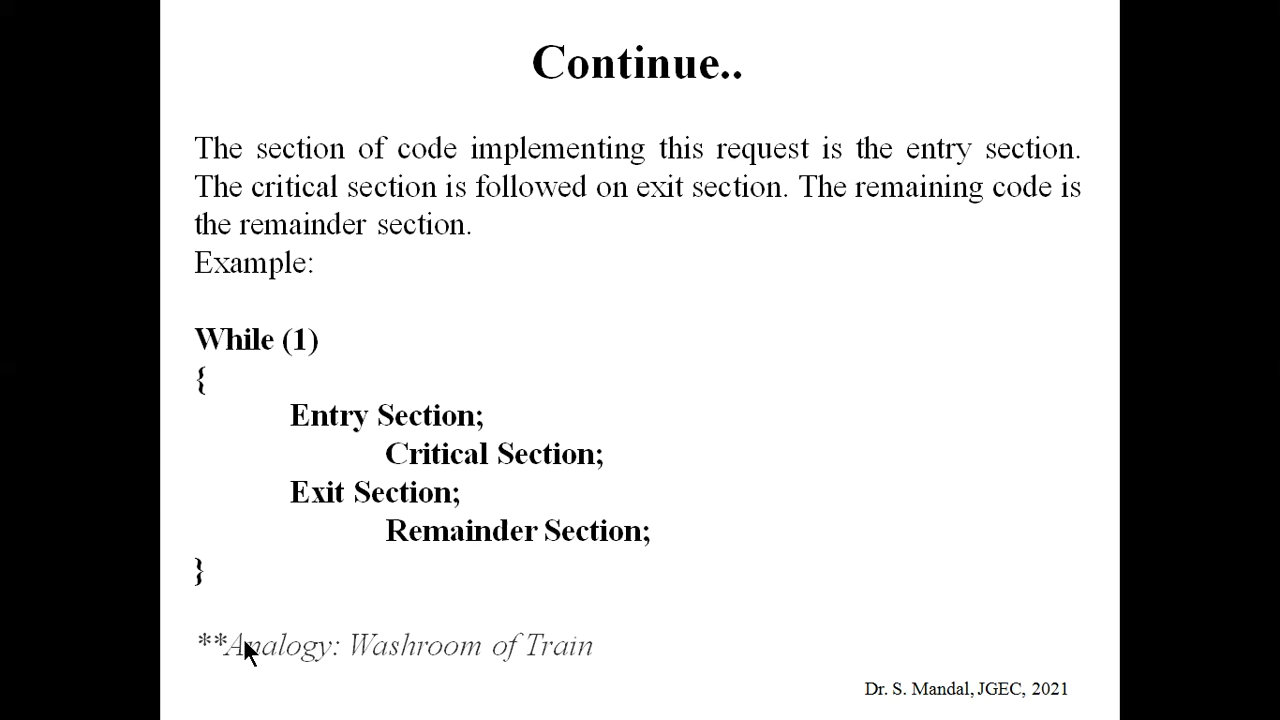 Continue..
The section of code implementing this request is the entry section.
The critical section is followed on exit section. The remaining code is
the remainder section.
Example:
While (1)
{
Entry Section;
Critical Section;
Exit Section;
Remainder Section;
}
**Analogy: Washroom of Train
Dr. S. Mandal, JGEC, 2021